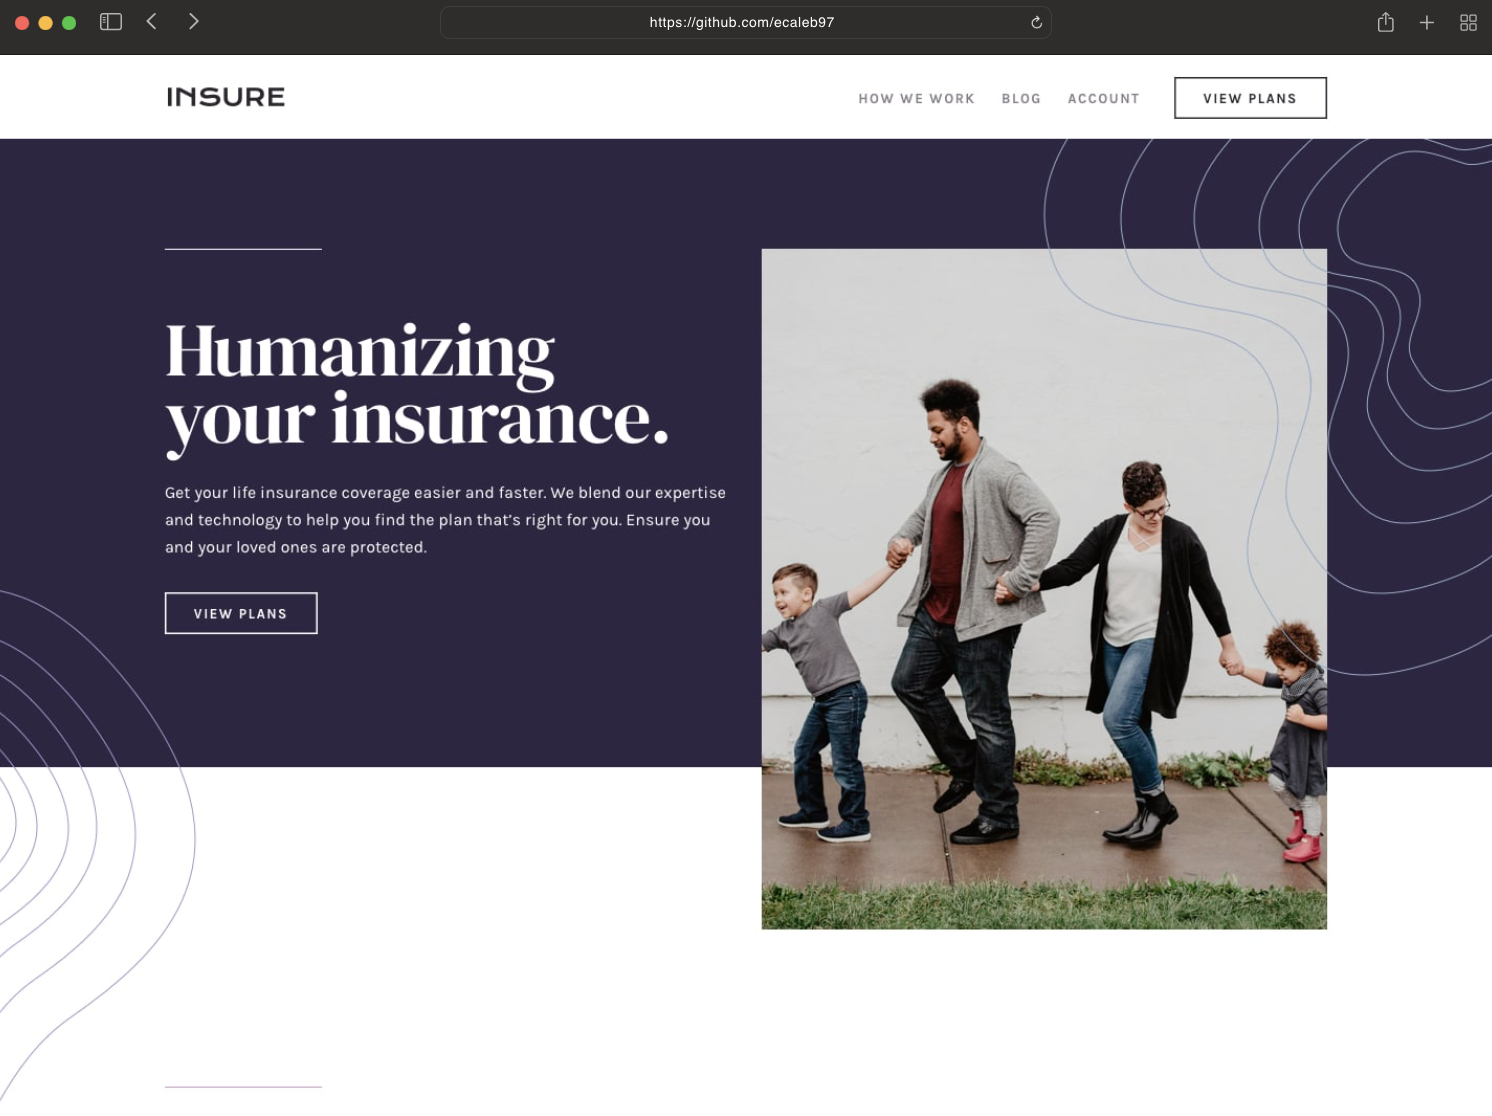 https://github.com/ecaleb97
INSURE
HOW WE WORK
BLOG
ACCOUNT
VIEW PLANS
Humanizing
your insurance.
Get your life insurance coverage easier and faster. We blend our expertise
and technology to help you find the plan that’s right for you. Ensure you
and your loved ones are protected.
VIEW PLANS